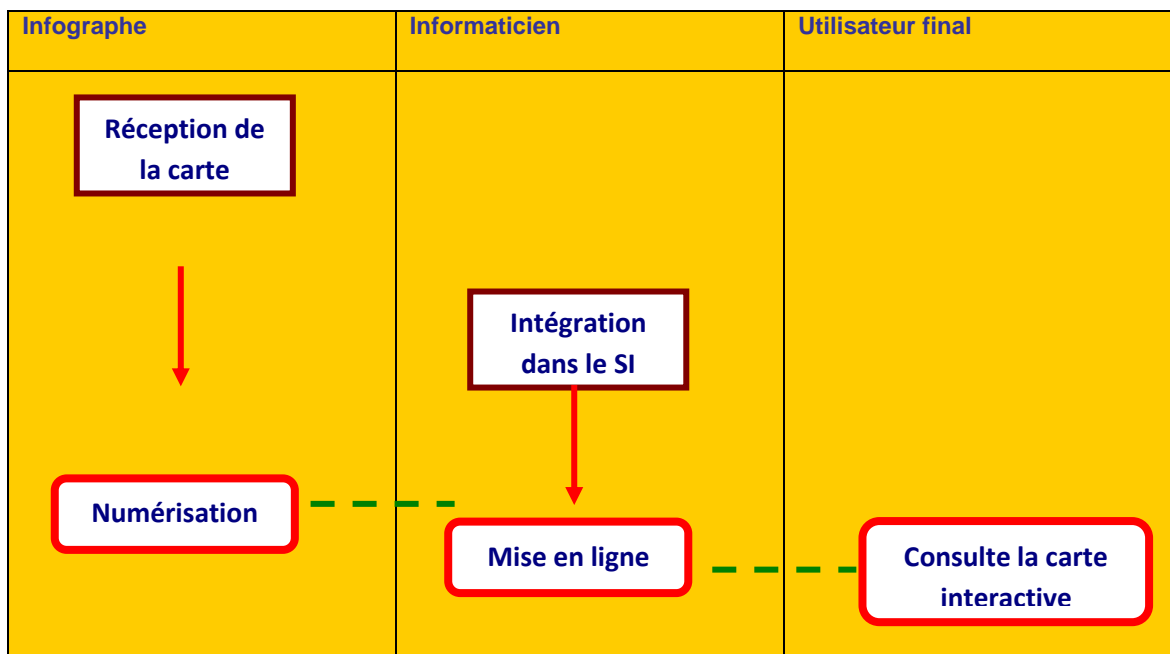 Infographe
Informaticien
Utilisateur final
Réception de
la carte
Intégration
dans le SI
Numérisation
Mise en ligne
Consulte la carte
interactive